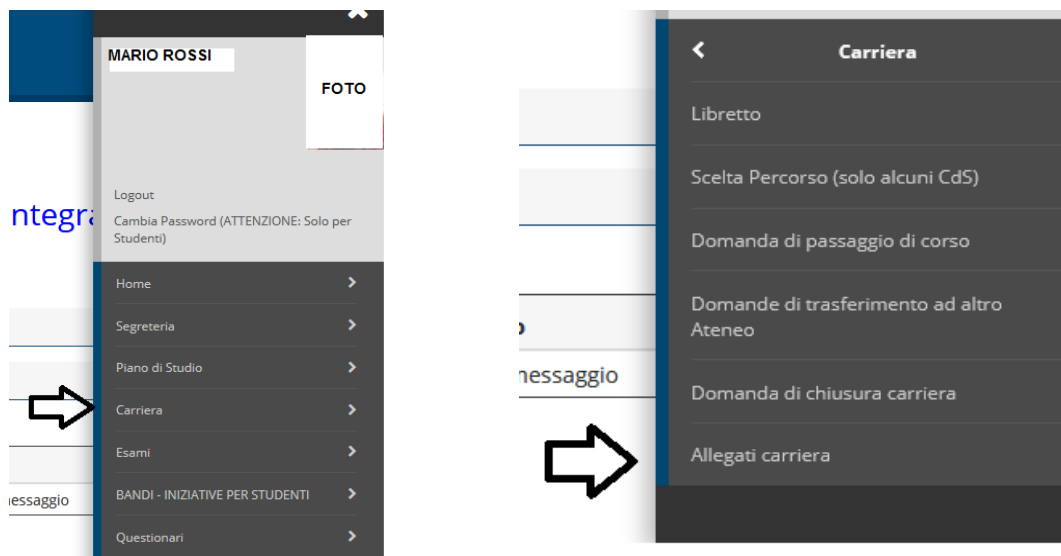 MARIO ROSSI
FOTO
Logout
Cambia Password (ATTENZIONE: Solo per
Studenti)
Home
Segreteria
Piano di Studio
Carriera
Esami
BANDI - INIZIATIVE PER STUDENTI
Questionari
ntegra
essaggio
Carriera
Libretto
Scelta Percorso (solo alcuni CdS)
Domanda di passaggio di corso
Domande di trasferimento ad altro
Ateneo
Domanda di chiusura carriera
Allegati carriera
o
nessaggio